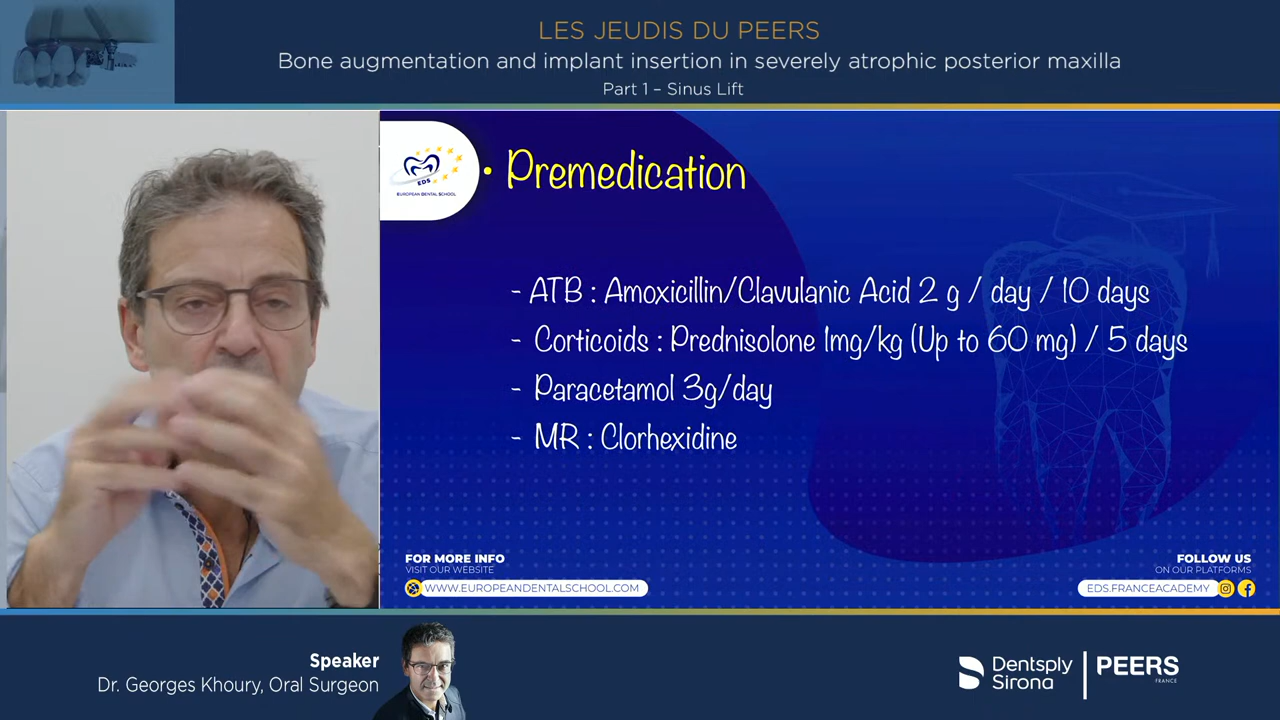 LES JEUDIS DU PEERS
Bone augmentation and implant insertion in severely atrophic posterior maxilla
Part 1 – Sinus Lift
EDS
EUROPEAN DENTAL SCHOOL
• Premedication
- ATB : Amoxicillin/Clavulanic Acid 2 g / day / 10 days
- Corticoids : Prednisolone 1mg/kg (Up to 60 mg) / 5 days
- Paracetamol 3g/day
- MR : Clorhexidine
FOR MORE INFO
VISIT OUR WEBSITE
WWW.EUROPEANDENTALSCHOOL.COM
FOLLOW US
ON OUR PLATFORMS
EDS.FRANCEACADEMY
Speaker
Dr. Georges Khoury, Oral Surgeon
Dentsply
Sirona
PEERS
FRANCE